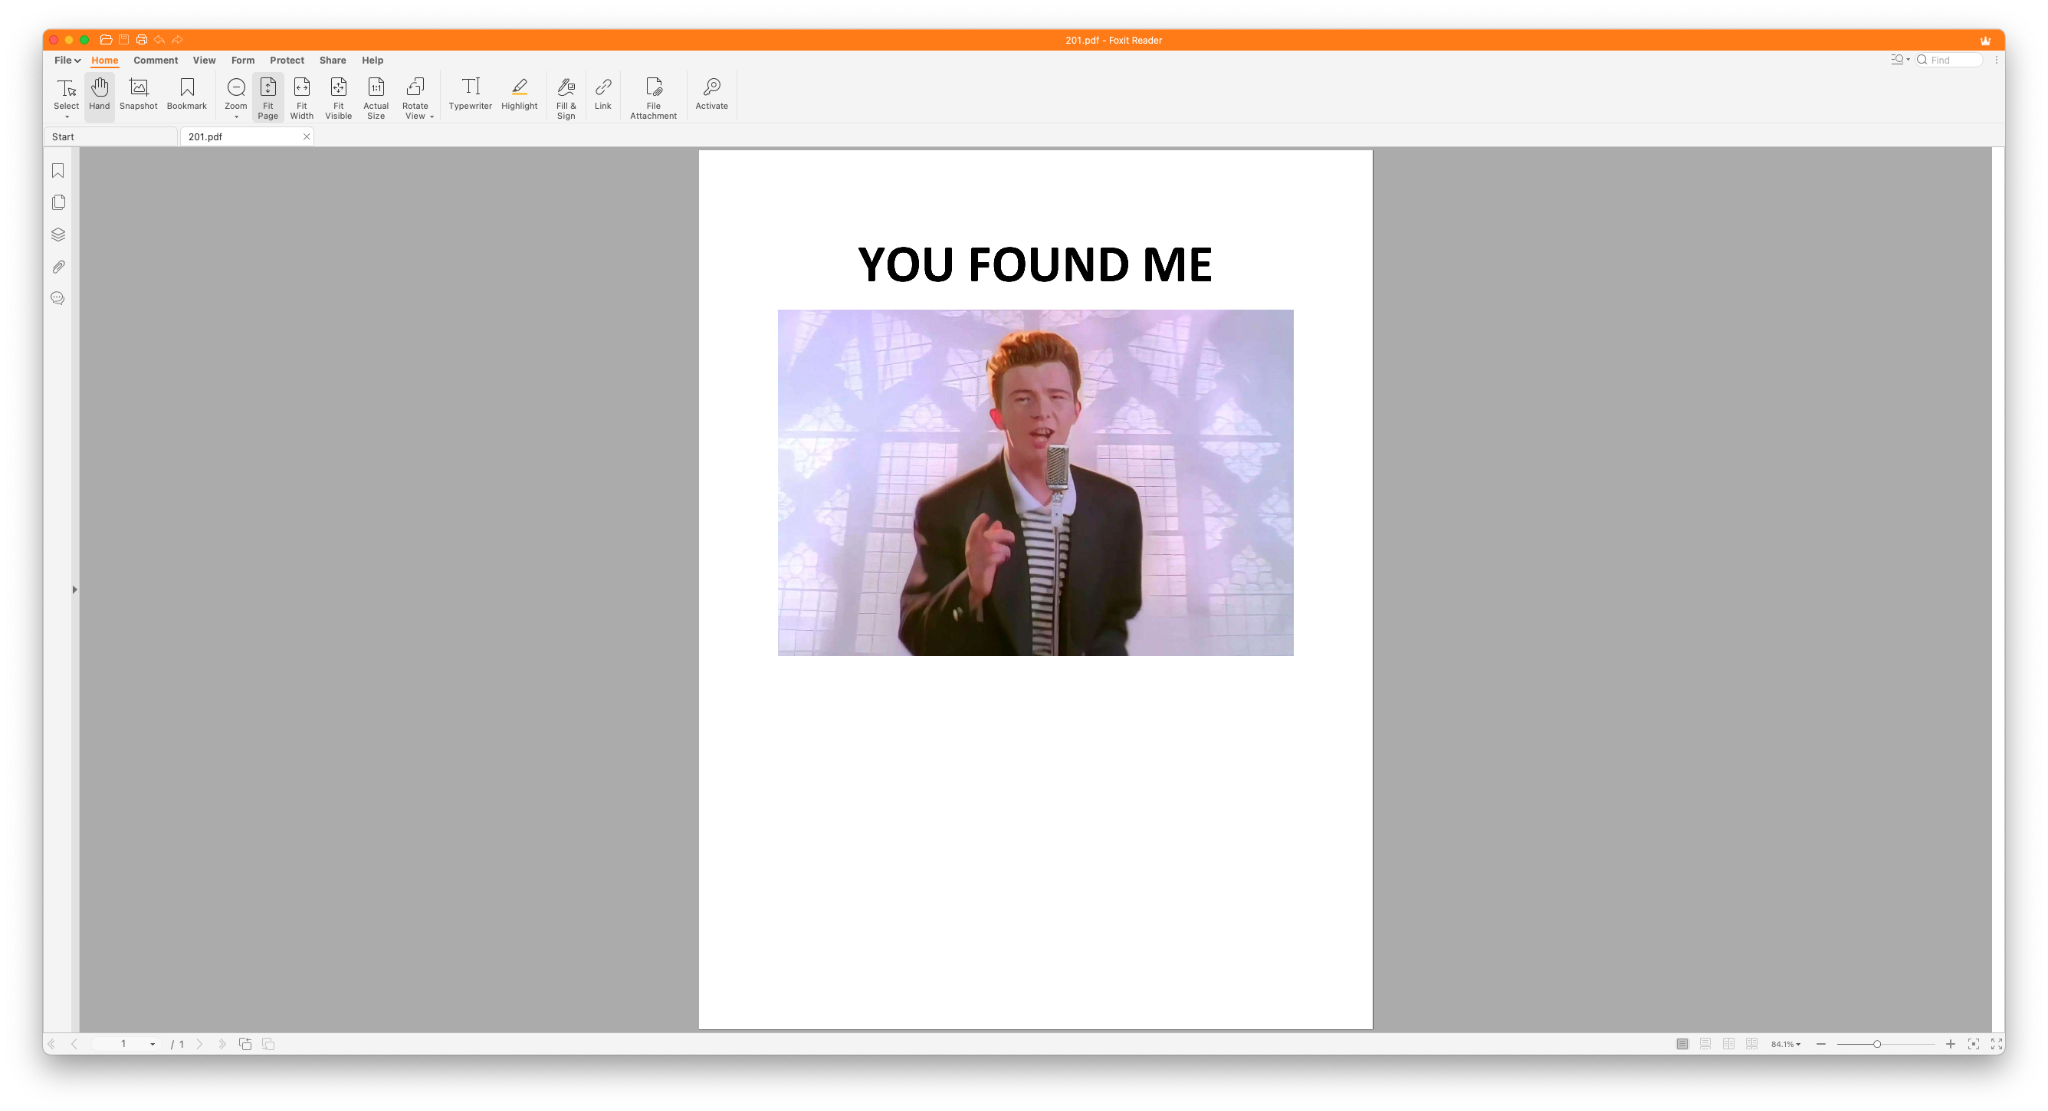 201.pdf - Foxit Reader
File Home Comment View Form Protect Share Help Find
Select Hand Snapshot Bookmark Zoom Fit Page Fit Width Fit Visible Actual Size Rotate View Typewriter Highlight Fill & Sign Link File Attachment Activate
Start 201.pdf
YOU FOUND ME
1 / 1 84.1%